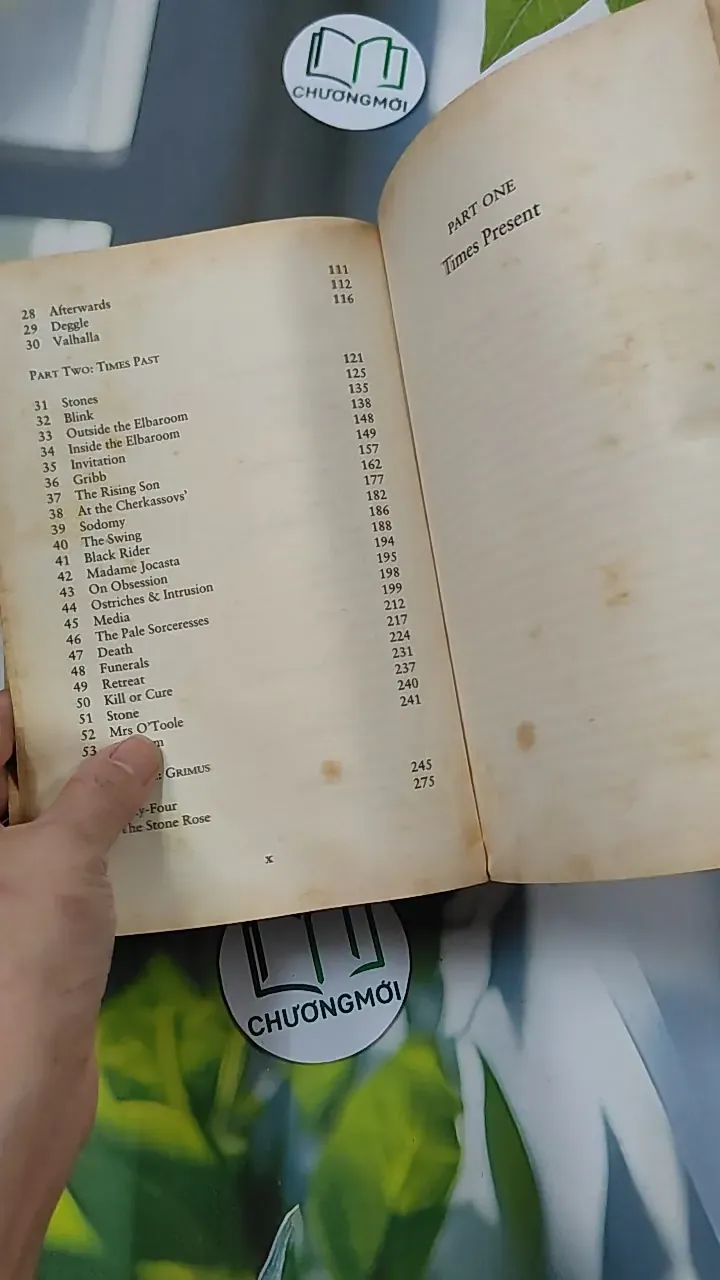 CHƯƠNGMỚI
28 Afterwards 111
29 Deggle 112
30 Valhalla 116
PART TWO: TIMES PAST
31 Stones 121
32 Blink 125
33 Outside the Elbaroom 135
34 Inside the Elbaroom 138
35 Invitation 148
36 Gribb 149
37 The Rising Son 157
38 At the Cherkassovs' 162
39 Sodomy 177
40 The Swing 182
41 Black Rider 186
42 Madame Jocasta 188
43 On Obsession 194
44 Ostriches & Intrusion 195
45 Media 198
46 The Pale Sorceresses 199
47 Death 212
48 Funerals 217
49 Retreat 224
50 Kill or Cure 231
51 Stone 237
52 Mrs O'Toole 240
53 241
: GRIMUS
y-Four 245
The Stone Rose 275
x
PART ONE
Times Present
CHƯƠNGMỚI